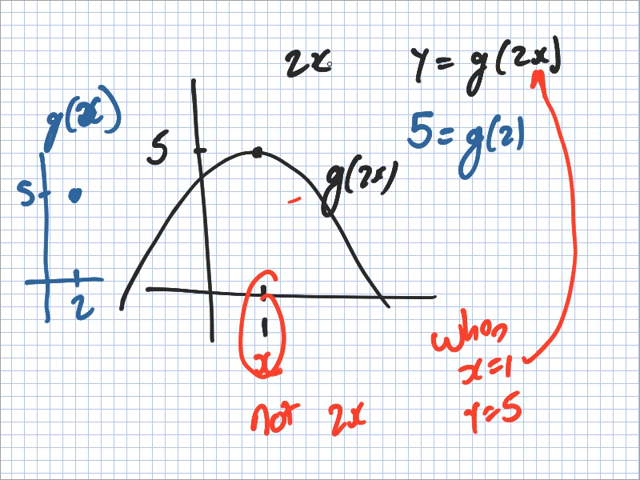 2x
y = g(2x)
g(x)
5 = g(2)
5
g(2x)
5
2
1
x
not 2x
when
x=1
y=5